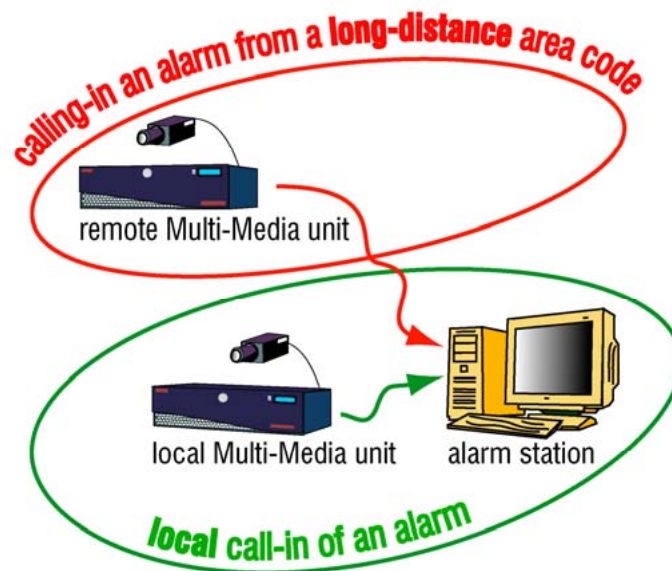 calling-in an alarm from a long-distance area code
remote Multi-Media unit
local Multi-Media unit
alarm station
local call-in of an alarm